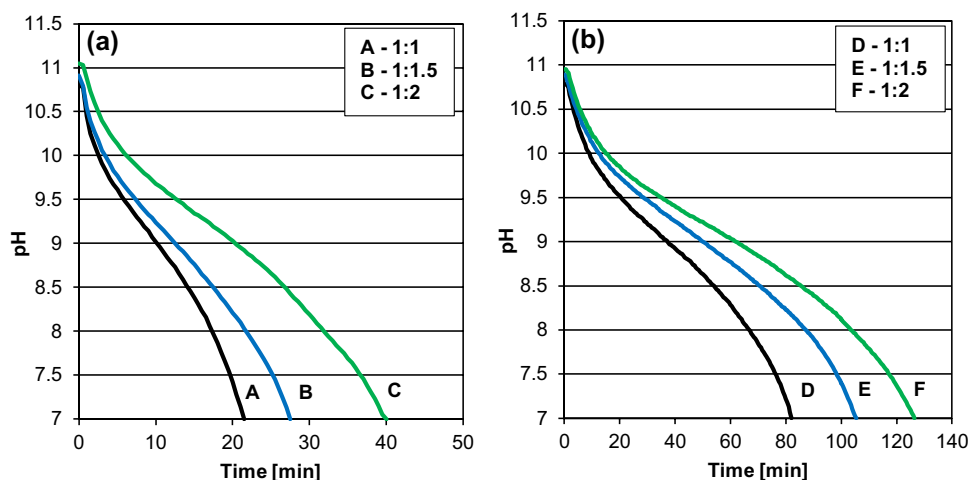 (a)
A - 1:1
B - 1:1.5
C - 1:2
11.5
11
10.5
10
9.5
9
8.5
8
7.5
7
pH
A
B
C
0 10 20 30 40 50
Time [min]
(b)
D - 1:1
E - 1:1.5
F - 1:2
11.5
11
10.5
10
9.5
9
8.5
8
7.5
7
pH
D
E
F
0 20 40 60 80 100 120 140
Time [min]